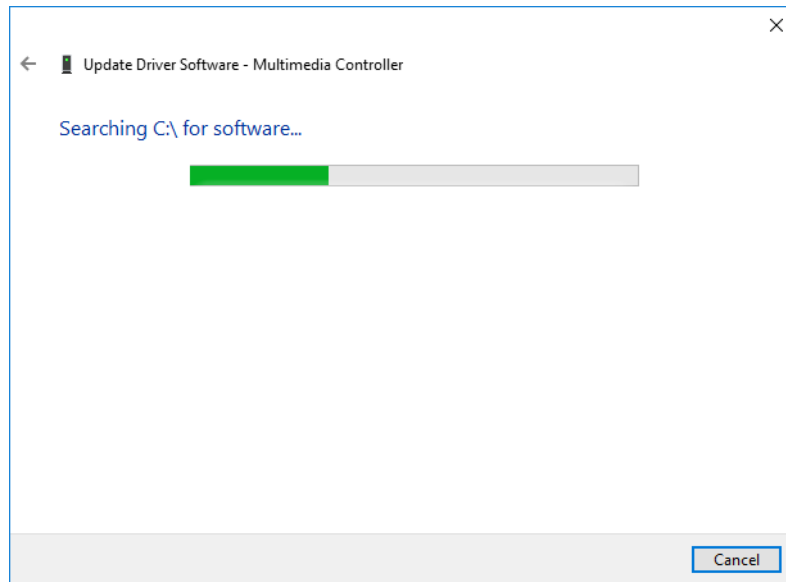 Update Driver Software - Multimedia Controller
Searching C:\ for software...
Cancel